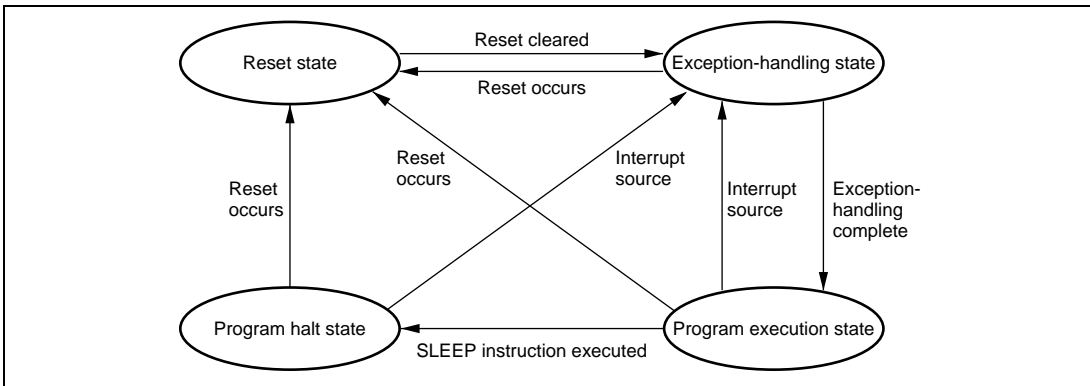 Reset cleared
Reset state
Exception-handling state
Reset occurs
Reset
occurs
Interrupt
source
Reset
occurs
Interrupt
source
Exception-
handling
complete
Program halt state
Program execution state
SLEEP instruction executed